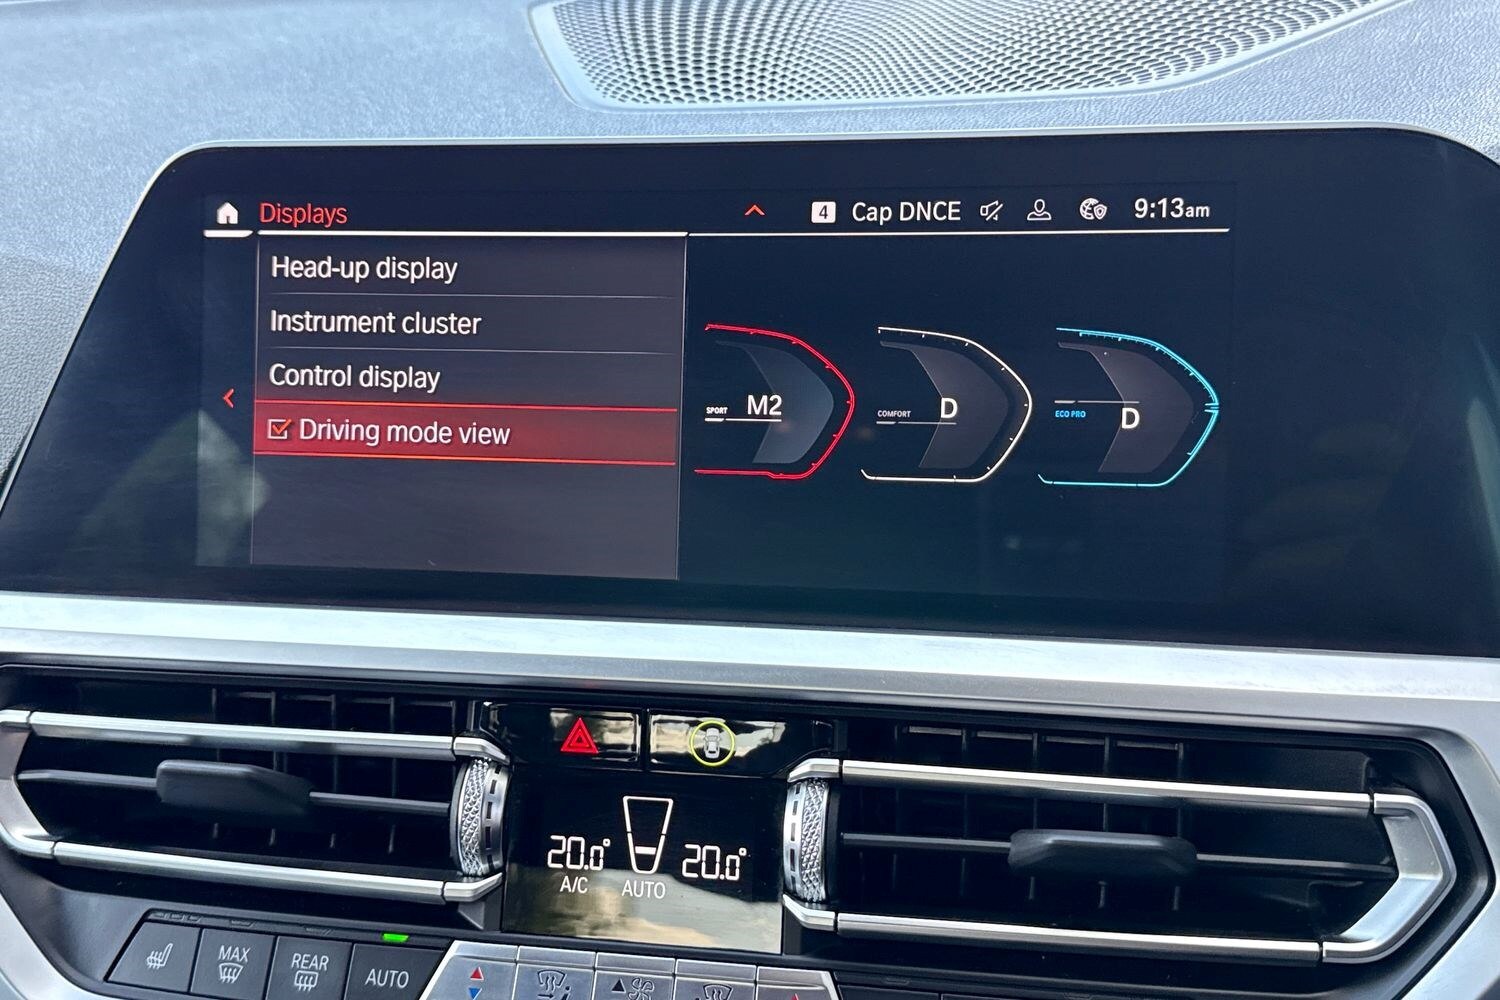 Displays
4 Cap DNCE 9:13am
Head-up display
Instrument cluster
Control display
Driving mode view
SPORT M2
COMFORT D
ECO PRO D
20.0° 20.0°
A/C AUTO
MAX
REAR
AUTO